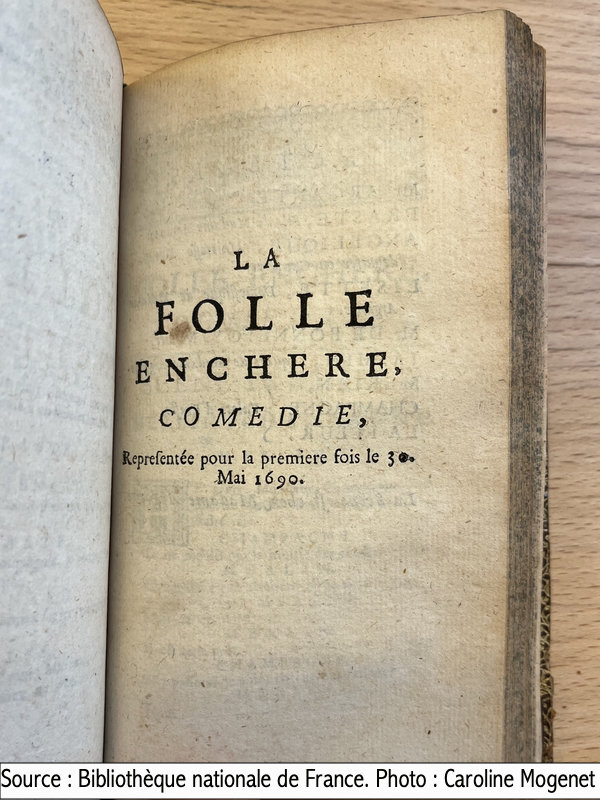 LA
FOLLE
ENCHERE,
COMEDIE,
Repreſentée pour la premiere fois le 30.
Mai 1690.
Source : Bibliothèque nationale de France. Photo : Caroline Mogenet